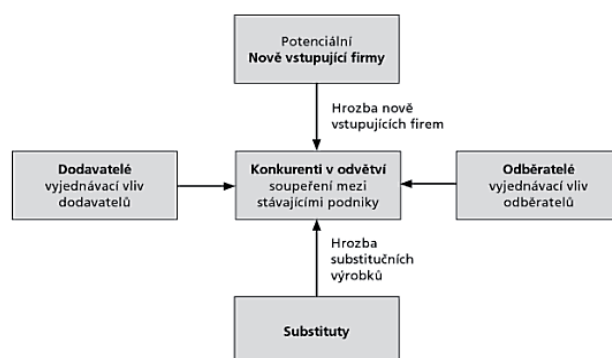 Potenciální
Nově vstupující firmy
Hrozba nově
vstupujících firem
Dodavatelé
vyjednávací vliv
dodavatelů
Konkurenti v odvětví
soupeření mezi
stávajícími podniky
Odběratelé
vyjednávací vliv
odběratelů
Hrozba
substitučních
výrobků
Substituty